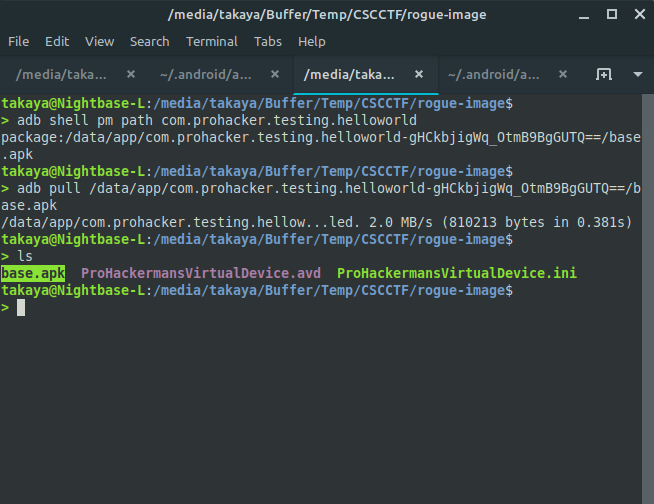 /media/takaya/Buffer/Temp/CSCCTF/rogue-image
File Edit View Search Terminal Tabs Help
/media/taka... × ~/.android/a... × /media/taka... × ~/.android/a... ×
takaya@Nightbase-L:/media/takaya/Buffer/Temp/CSCCTF/rogue-image$
> adb shell pm path com.prohacker.testing.helloworld
package:/data/app/com.prohacker.testing.helloworld-gHCkbjigWq_OtmB9BgGUTQ==/base
.apk
takaya@Nightbase-L:/media/takaya/Buffer/Temp/CSCCTF/rogue-image$
> adb pull /data/app/com.prohacker.testing.helloworld-gHCkbjigWq_OtmB9BgGUTQ==/b
ase.apk
/data/app/com.prohacker.testing.hellow...led. 2.0 MB/s (810213 bytes in 0.381s)
takaya@Nightbase-L:/media/takaya/Buffer/Temp/CSCCTF/rogue-image$
> ls
base.apk ProHackermansVirtualDevice.avd ProHackermansVirtualDevice.ini
takaya@Nightbase-L:/media/takaya/Buffer/Temp/CSCCTF/rogue-image$
>